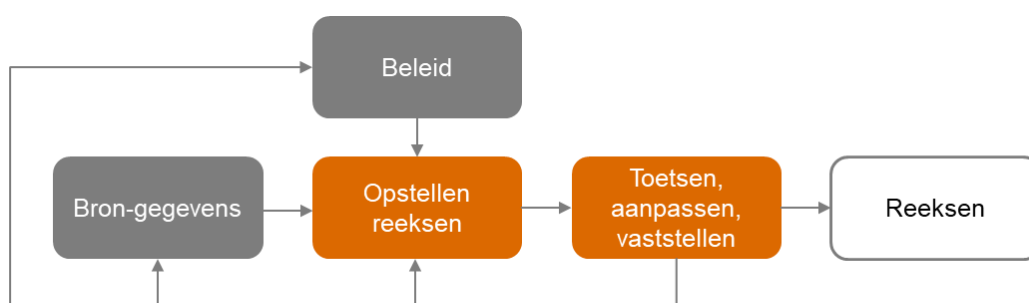 Beleid
Bron-gegevens
Opstellen
reeksen
Toetsen,
aanpassen,
vaststellen
Reeksen